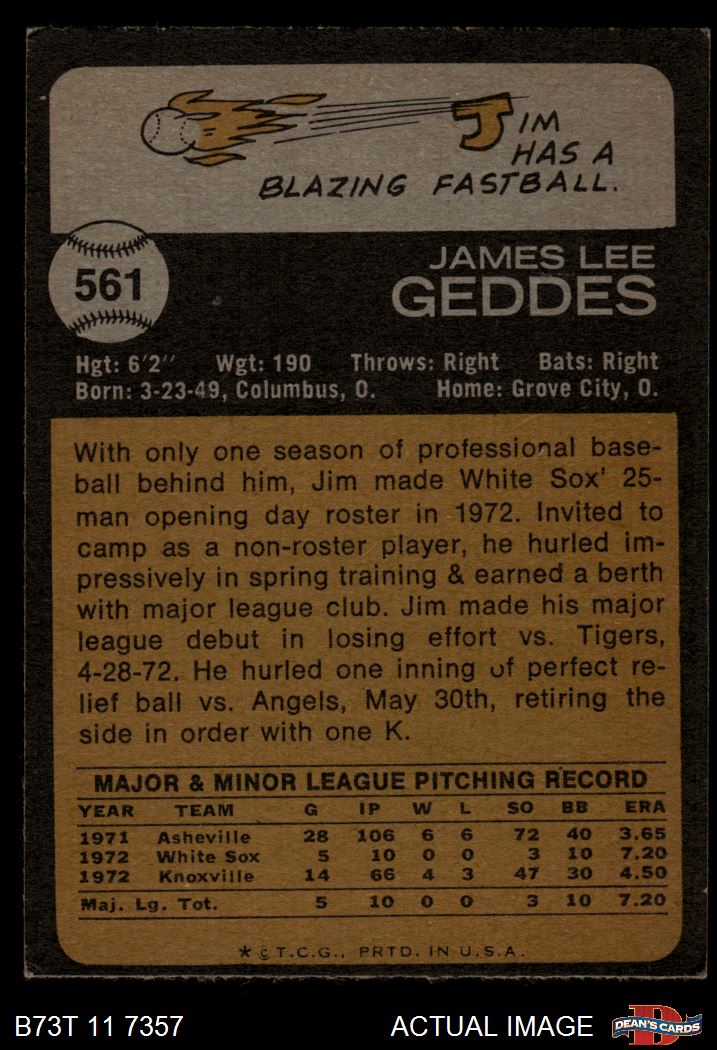 JIM
HAS A
BLAZING FASTBALL.
561
JAMES LEE
GEDDES
Hgt: 6'2" Wgt: 190 Throws: Right Bats: Right
Born: 3-23-49, Columbus, O. Home: Grove City, O.
With only one season of professional base-
ball behind him, Jim made White Sox' 25-
man opening day roster in 1972. Invited to
camp as a non-roster player, he hurled im-
pressively in spring training & earned a berth
with major league club. Jim made his major
league debut in losing effort vs. Tigers,
4-28-72. He hurled one inning of perfect re-
lief ball vs. Angels, May 30th, retiring the
side in order with one K.
MAJOR & MINOR LEAGUE PITCHING RECORD
YEAR TEAM G IP W L SO BB ERA
1971 Asheville 28 106 6 6 72 40 3.65
1972 White Sox 5 10 0 0 3 10 7.20
1972 Knoxville 14 66 4 3 47 30 4.50
Maj. Lg. Tot. 5 10 0 0 3 10 7.20
* © T.C.G., PRTD. IN U.S.A.
B73T 11 7357 ACTUAL IMAGE DEAN'S CARDS